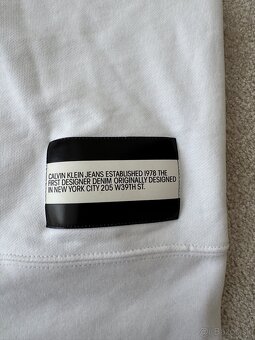 CALVIN KLEIN JEANS ESTABLISHED 1978 THE
FIRST DESIGNER DENIM ORIGINALLY DESIGNED
IN NEW YORK CITY 205 W39TH ST.